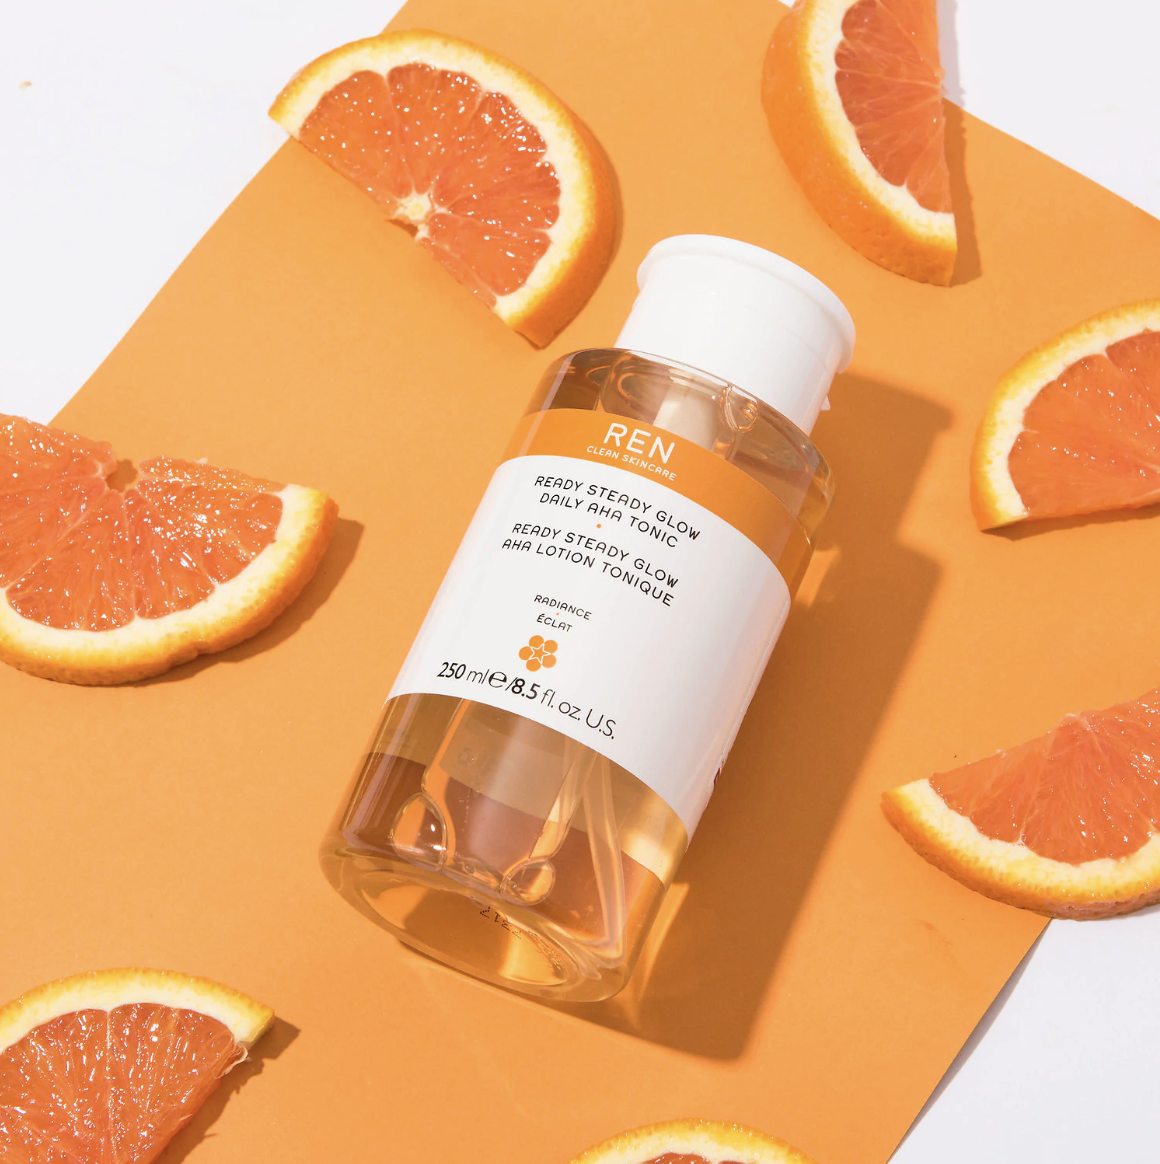 REN
CLEAN SKINCARE
READY STEADY GLOW
DAILY AHA TONIC
READY STEADY GLOW
AHA LOTION TONIQUE
RADIANCE
ÉCLAT
250 ml ℮/8.5 fl. oz. U.S.